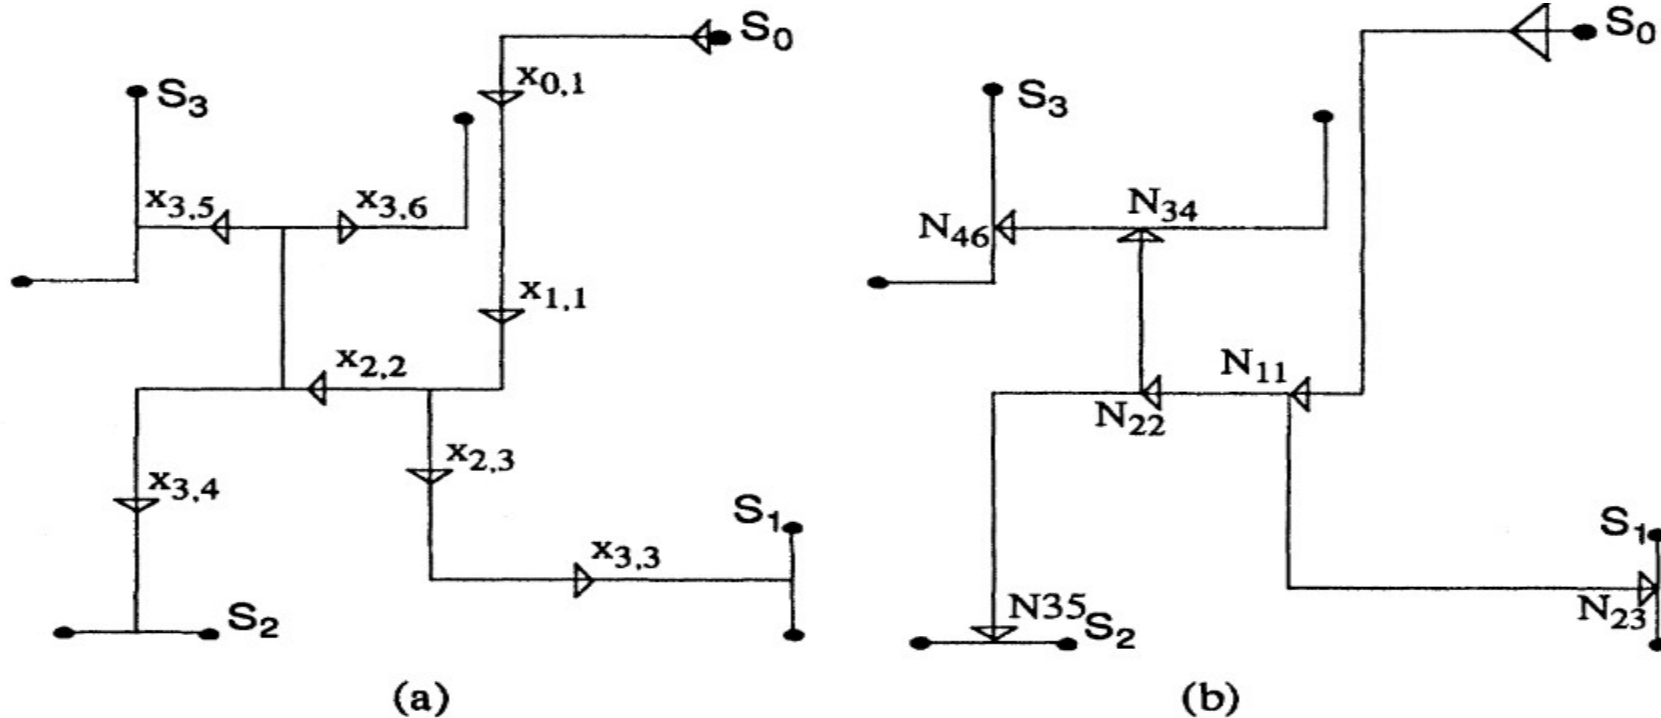 S0
x0,1
S3
x3,5
x3,6
x1,1
x2,2
x2,3
x3,4
S1
x3,3
S2
(a)
S0
S3
N34
N46
N11
N22
S1
N35
S2
N23
(b)